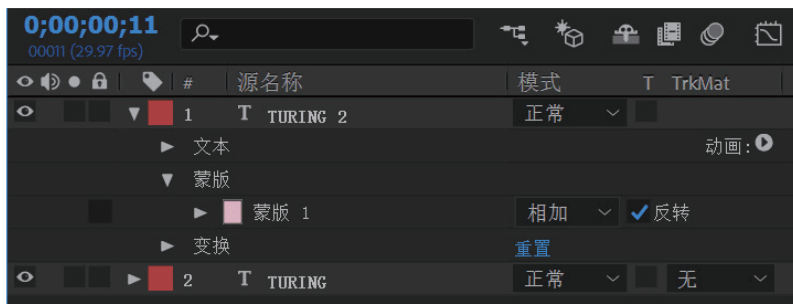 0;00;00;11
00011 (29.97 fps)
# 源名称 模式 T TrkMat
1 T TURING 2 正常
文本 动画:
蒙版
蒙版 1 相加 反转
变换 重置
2 T TURING 正常 无